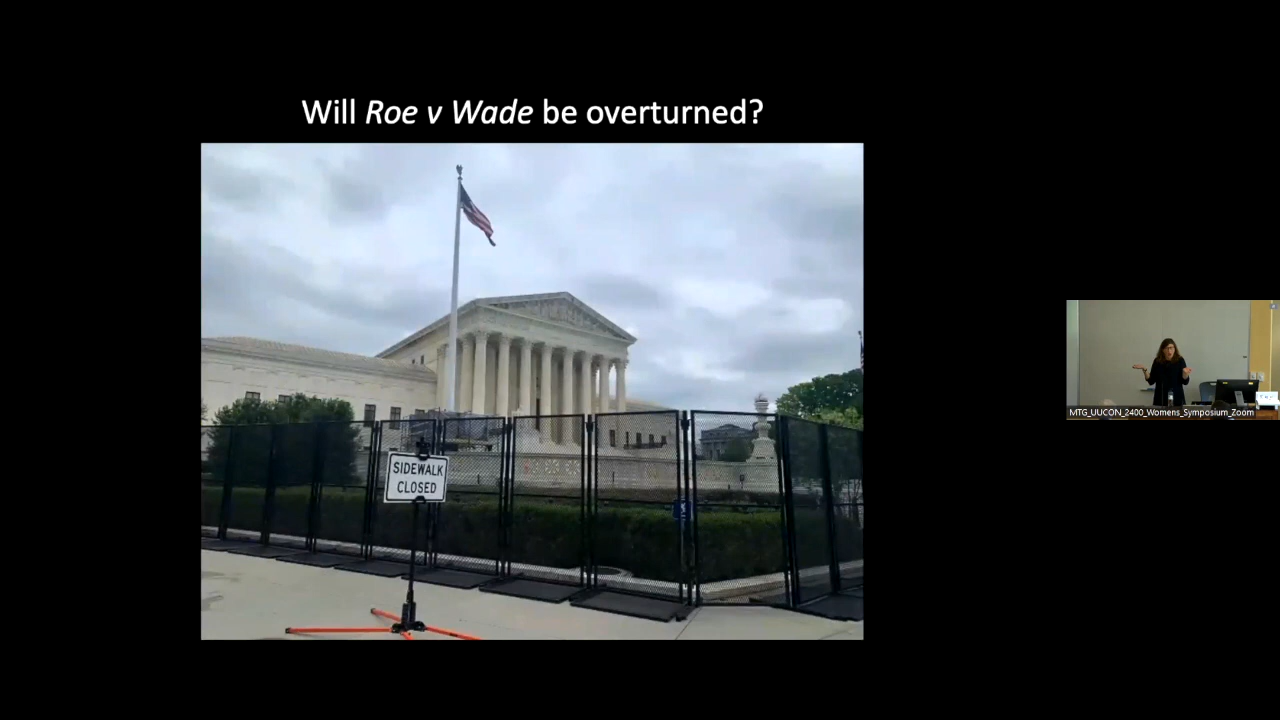 Will Roe v Wade be overturned?
SIDEWALK
CLOSED
MTG_UUCON_2400_Womens_Symposium_Zoom